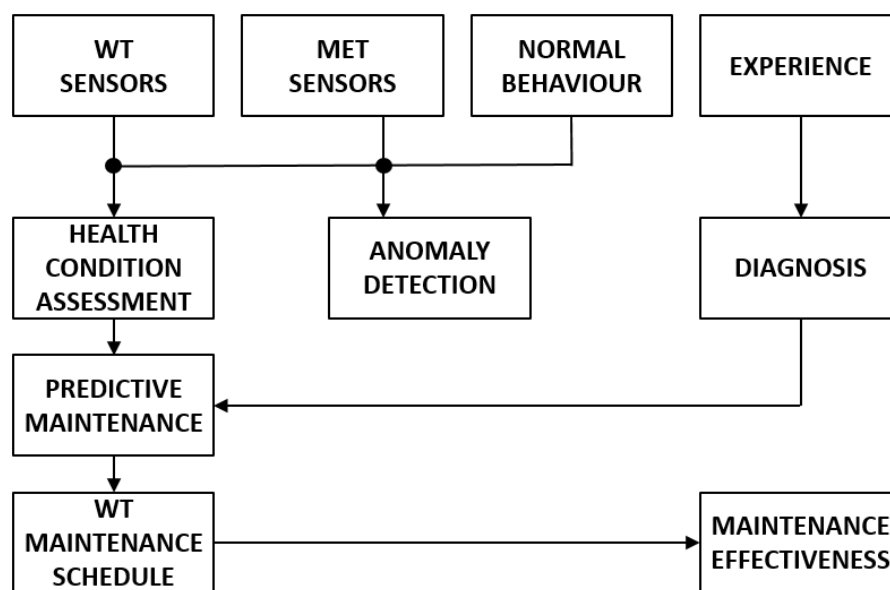 WT
SENSORS
MET
SENSORS
NORMAL
BEHAVIOUR
EXPERIENCE
HEALTH
CONDITION
ASSESSMENT
ANOMALY
DETECTION
DIAGNOSIS
PREDICTIVE
MAINTENANCE
WT
MAINTENANCE
SCHEDULE
MAINTENANCE
EFFECTIVENESS